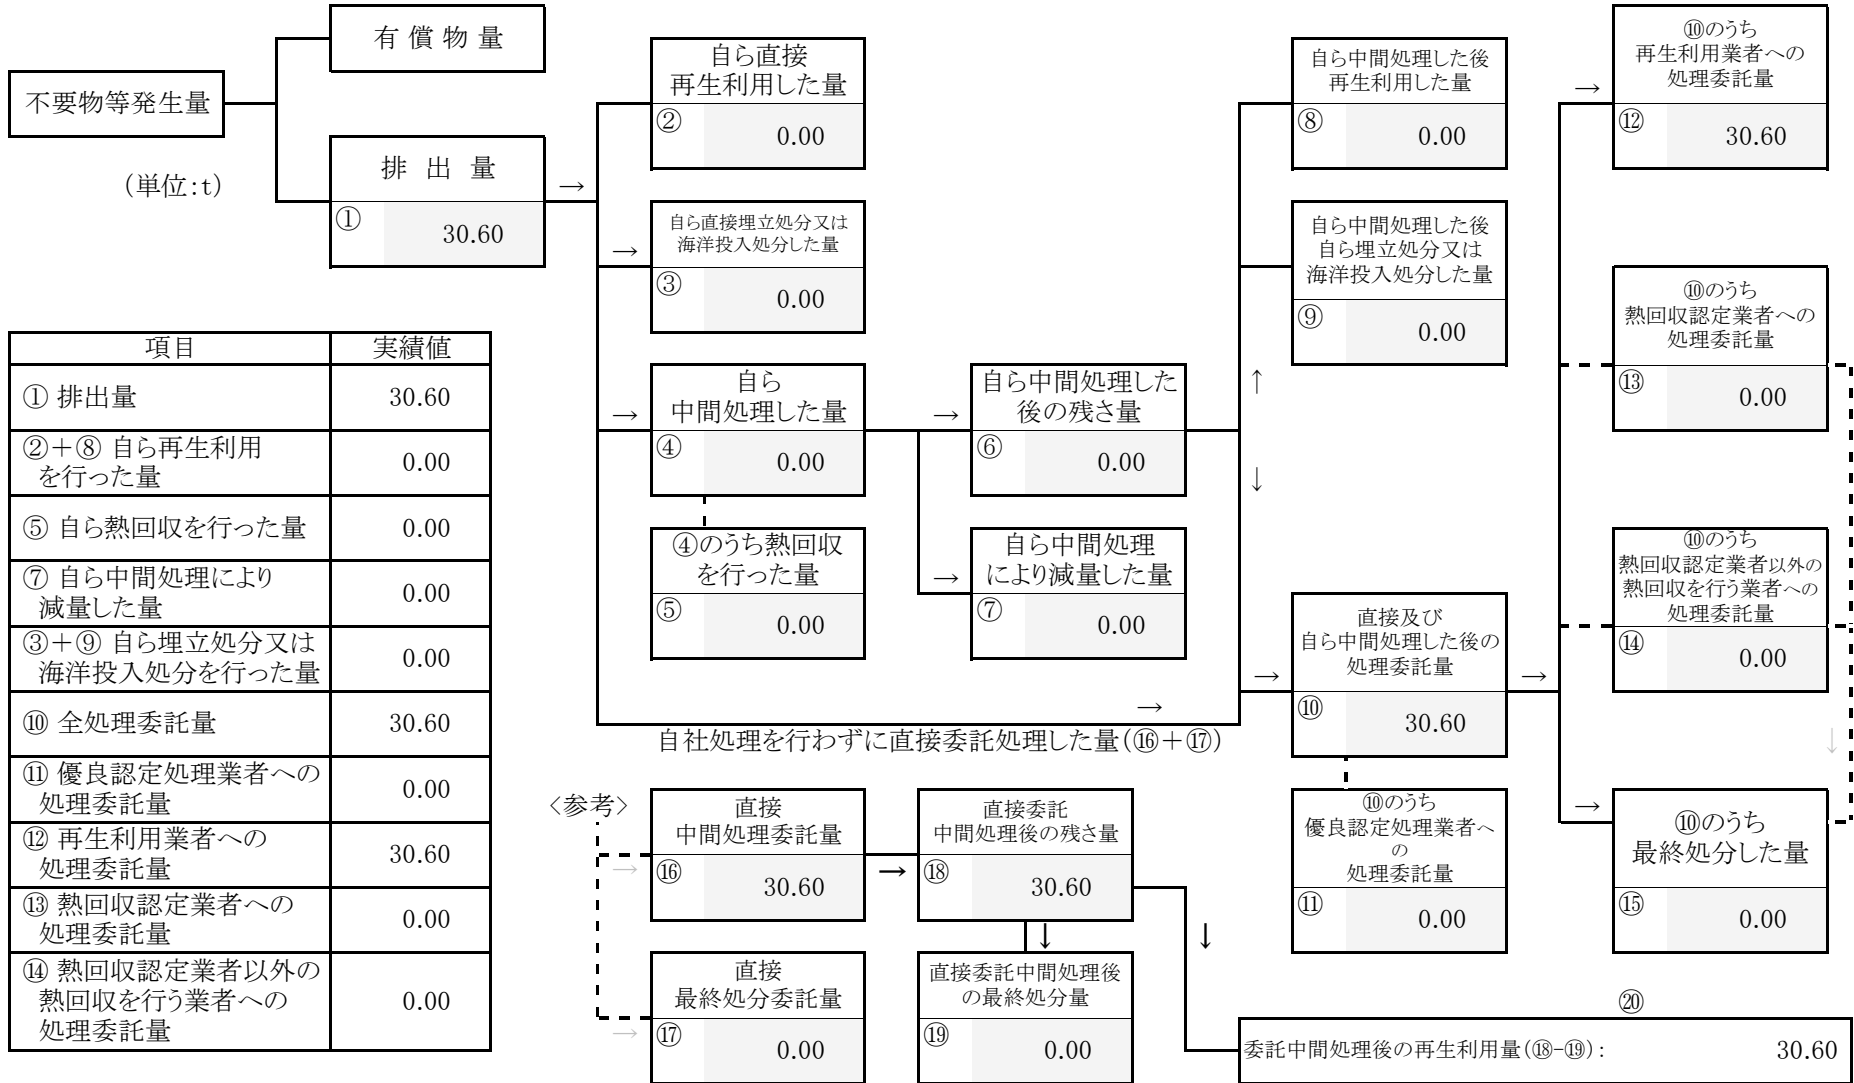 有 償 物 量
不要物等発生量
(単位:t)
排 出 量
①
30.60
→
自ら直接
再生利用した量
②
0.00
→
自ら直接埋立処分又は
海洋投入処分した量
③
0.00
→
自ら
中間処理した量
④
0.00
④のうち熱回収
を行った量
⑤
0.00
→
自ら中間処理した
後の残さ量
⑥
0.00
→
自ら中間処理
により減量した量
⑦
0.00
↑
↓
自ら中間処理した後
再生利用した量
⑧
0.00
自ら中間処理した後
自ら埋立処分又は
海洋投入処分した量
⑨
0.00
→
自社処理を行わずに直接委託処理した量(⑯+⑰)
→
直接及び
自ら中間処理した後の
処理委託量
⑩
30.60
⑩のうち
優良認定処理業者へ
の
処理委託量
⑪
0.00
→
→
⑩のうち
再生利用業者への
処理委託量
⑫
30.60
⑩のうち
熱回収認定業者への
処理委託量
⑬
0.00
⑩のうち
熱回収認定業者以外の
熱回収を行う業者への
処理委託量
⑭
0.00
↓
→
⑩のうち
最終処分した量
⑮
0.00
項目 実績値
① 排出量 30.60
②+⑧ 自ら再生利用
を行った量 0.00
⑤ 自ら熱回収を行った量 0.00
⑦ 自ら中間処理により
減量した量 0.00
③+⑨ 自ら埋立処分又は
海洋投入処分を行った量 0.00
⑩ 全処理委託量 30.60
⑪ 優良認定処理業者への
処理委託量 0.00
⑫ 再生利用業者への
処理委託量 30.60
⑬ 熱回収認定業者への
処理委託量 0.00
⑭ 熱回収認定業者以外の
熱回収を行う業者への
処理委託量 0.00
<参考>
→
直接
中間処理委託量
⑯
30.60
→
直接委託
中間処理後の残さ量
⑱
30.60
↓
↓
→
直接
最終処分委託量
⑰
0.00
直接委託中間処理後
の最終処分量
⑲
0.00
⑳
委託中間処理後の再生利用量(⑱-⑲): 30.60